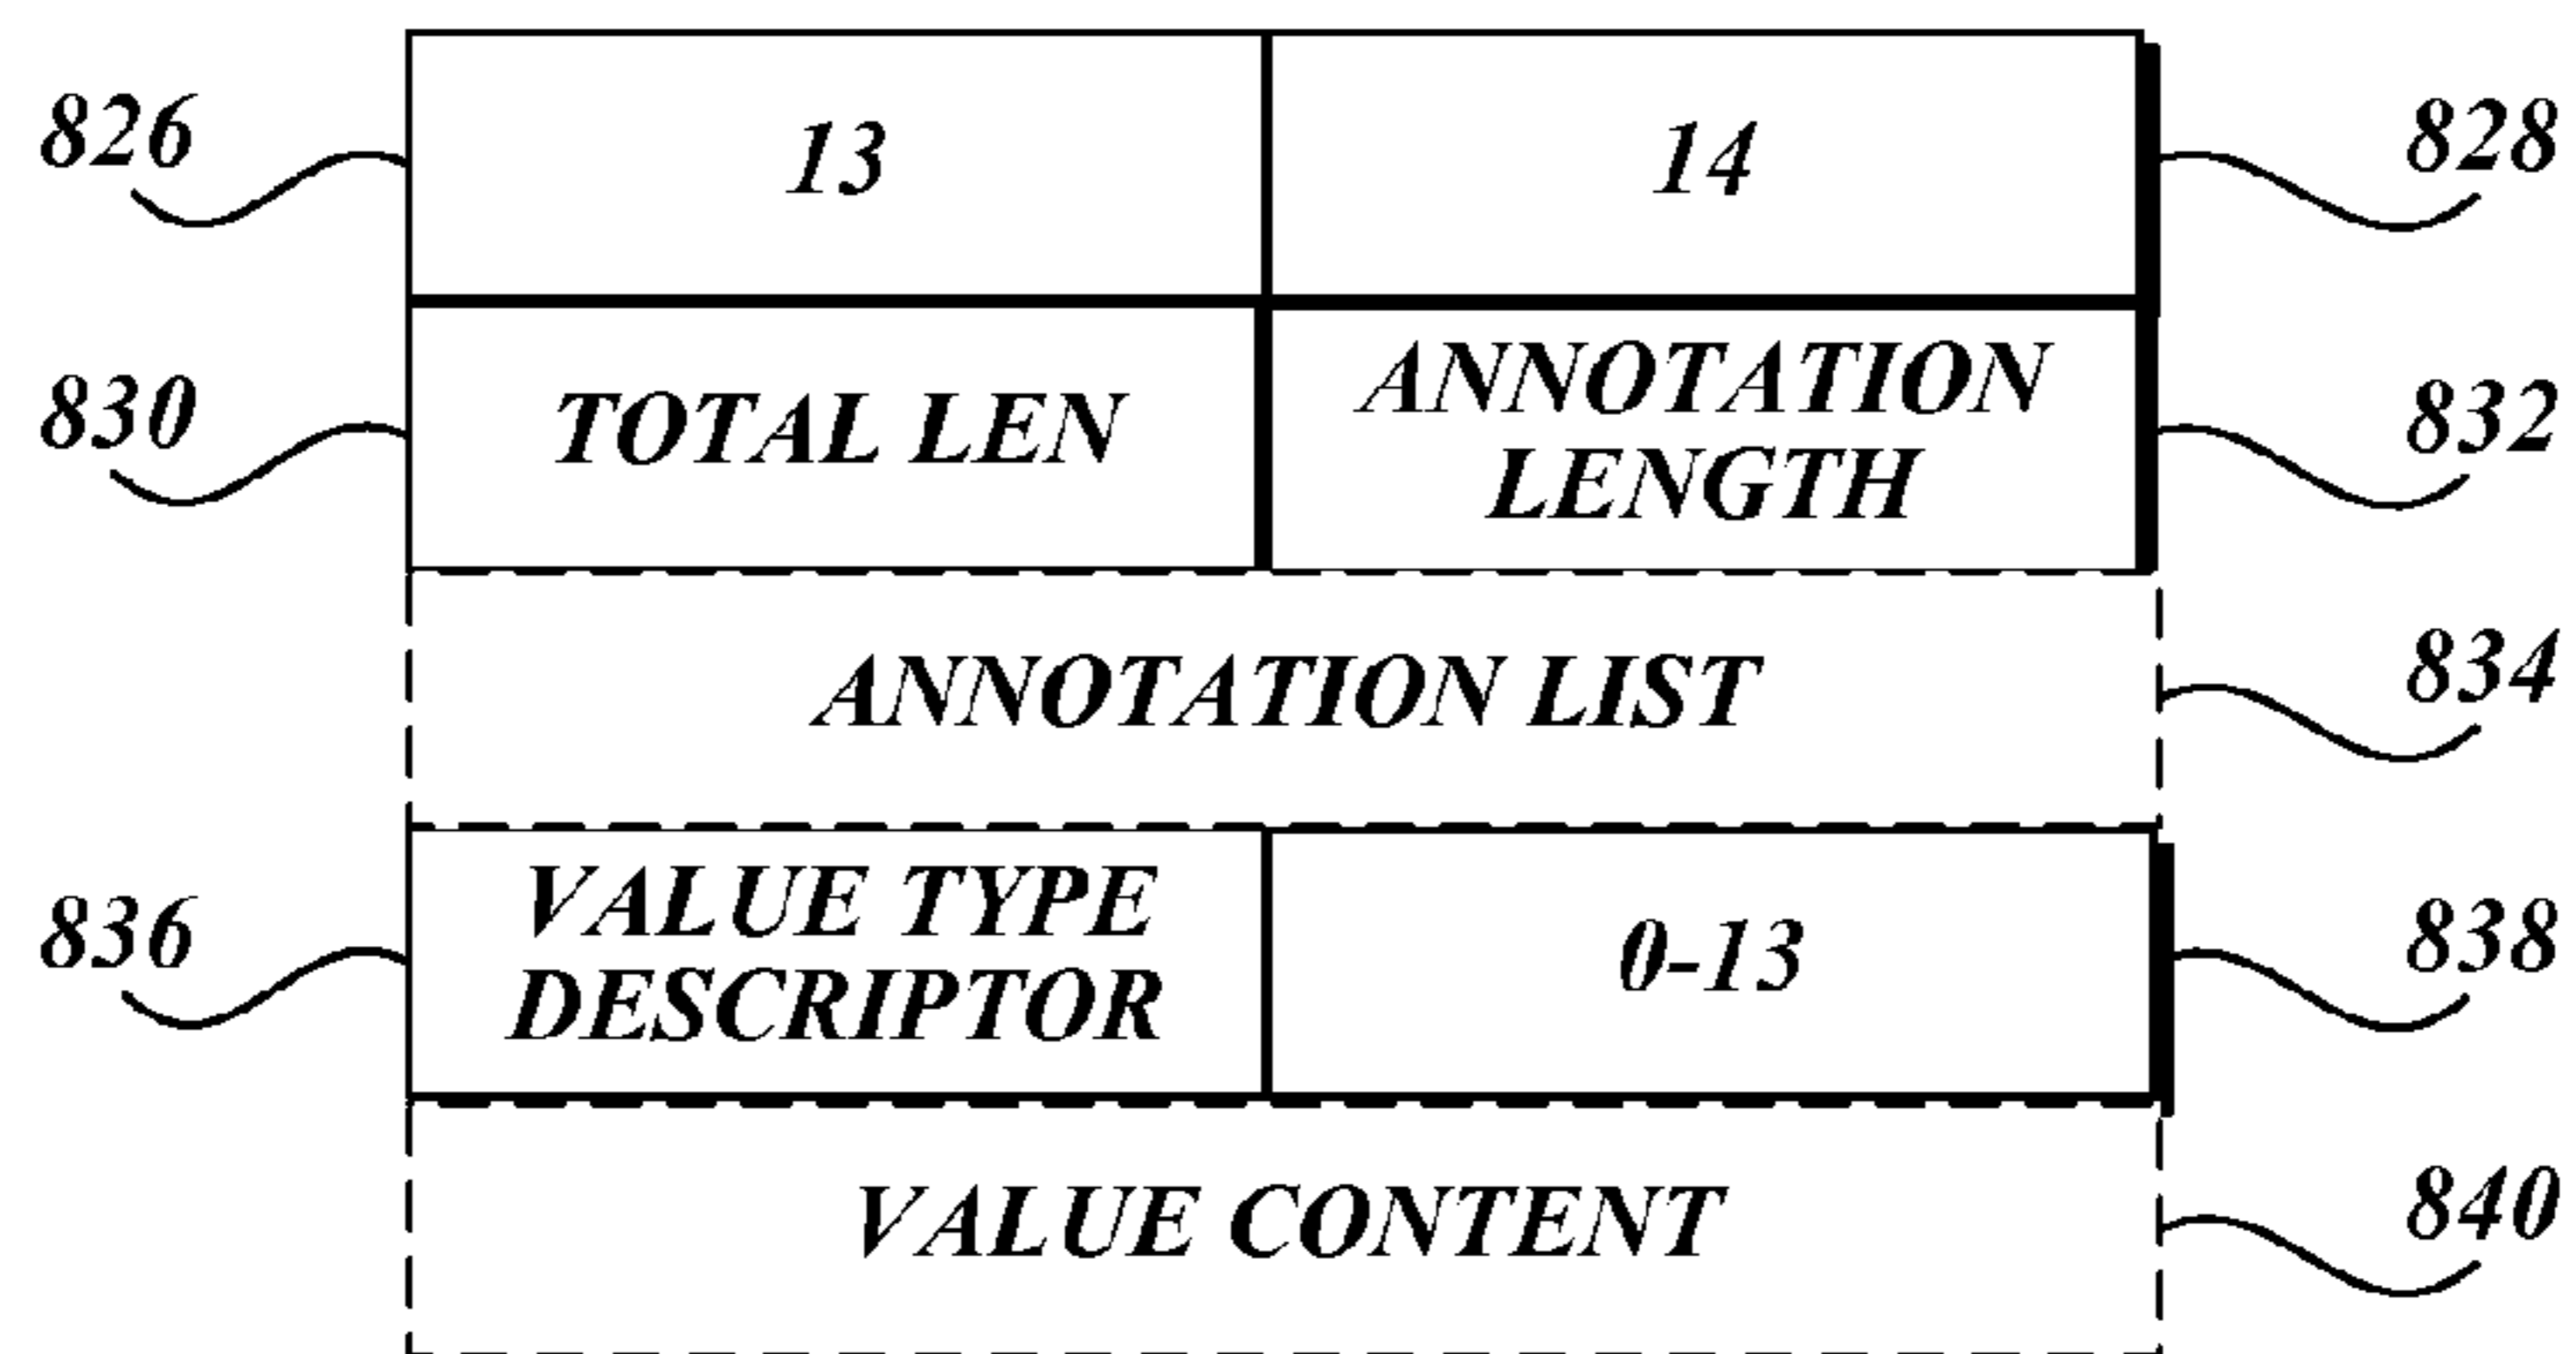 826 13 14 828
830 TOTAL LEN ANNOTATION LENGTH 832
ANNOTATION LIST 834
836 VALUE TYPE DESCRIPTOR 0-13 838
VALUE CONTENT 840